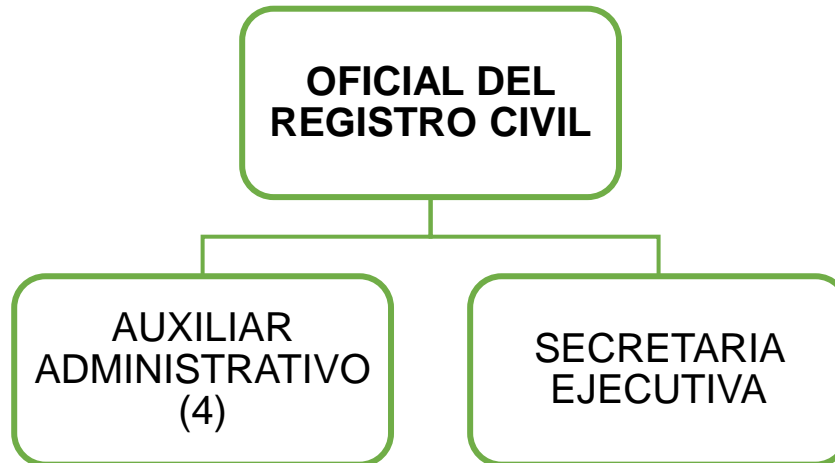 OFICIAL DEL
REGISTRO CIVIL
AUXILIAR
ADMINISTRATIVO
(4)
SECRETARIA
EJECUTIVA